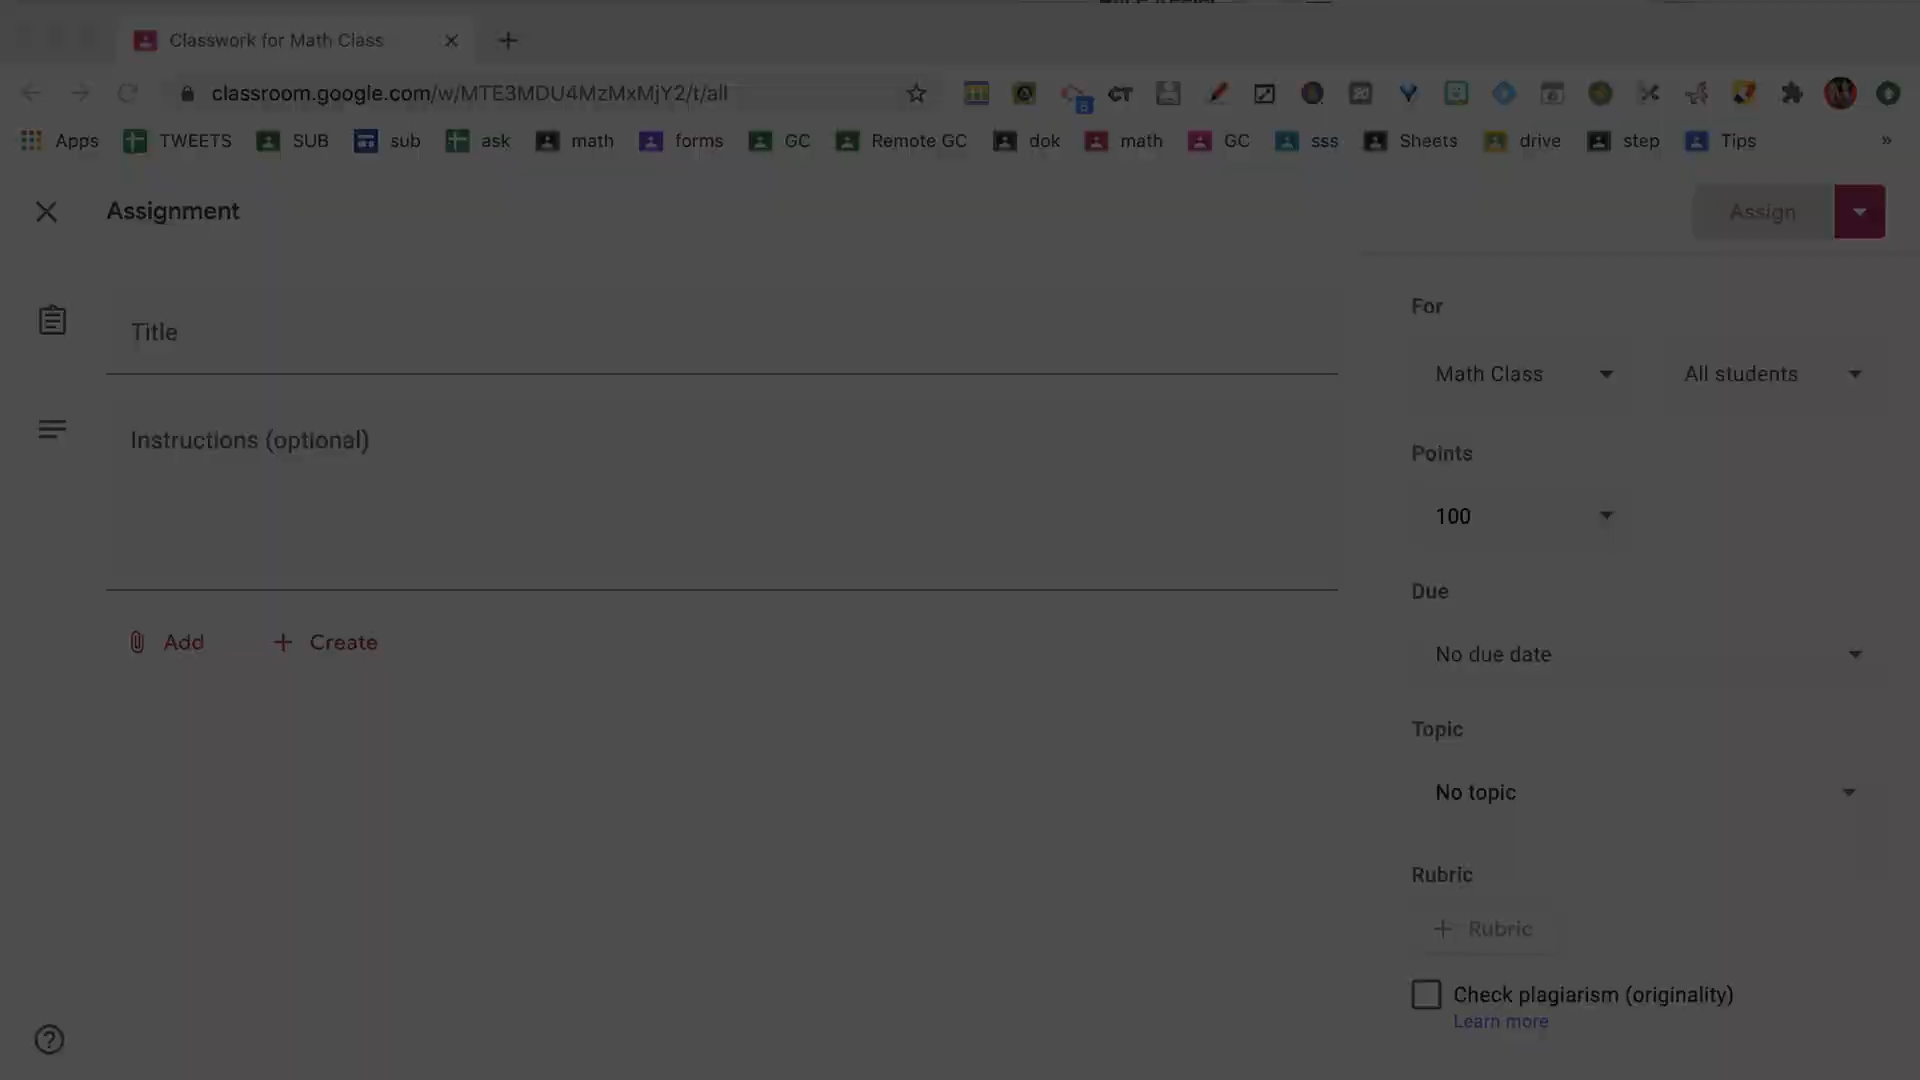 Classwork for Math Class
classroom.google.com/w/MTE3MDU4MzMxMjY2/t/all
Apps TWEETS SUB sub ask math forms GC Remote GC dok math GC sss Sheets drive step Tips »
Assignment
Assign
Title
Instructions (optional)
Add
Create
For
Math Class
All students
Points
100
Due
No due date
Topic
No topic
Rubric
Rubric
Check plagiarism (originality)
Learn more